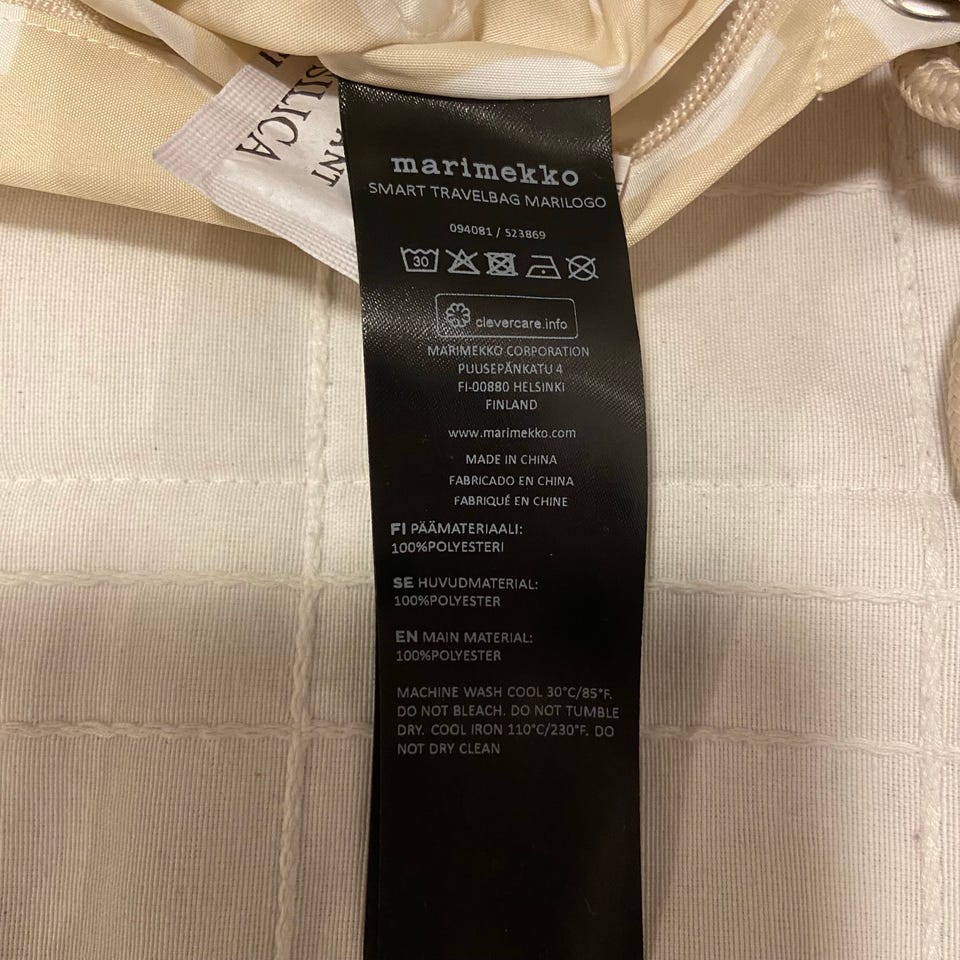 SILICA
ANT
marimekko
SMART TRAVELBAG MARILOGO
094081 / 523869
30
clevercare.info
MARIMEKKO CORPORATION
PUUSEPÄNKATU 4
FI-00880 HELSINKI
FINLAND
www.marimekko.com
MADE IN CHINA
FABRICADO EN CHINA
FABRIQUÉ EN CHINE
FI PÄÄMATERIAALI:
100%POLYESTERI
SE HUVUDMATERIAL:
100%POLYESTER
EN MAIN MATERIAL:
100%POLYESTER
MACHINE WASH COOL 30°C/85°F.
DO NOT BLEACH. DO NOT TUMBLE
DRY. COOL IRON 110°C/230°F. DO
NOT DRY CLEAN